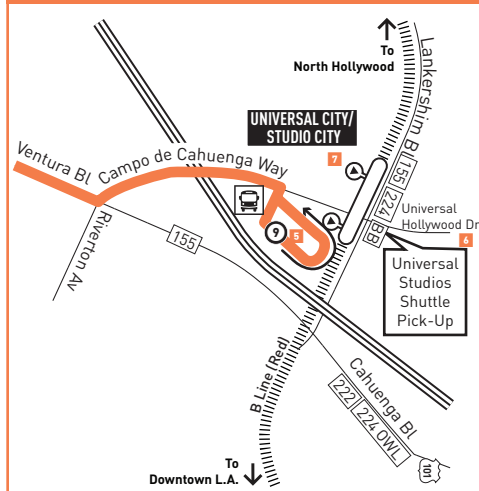 To
North Hollywood
Lankershim Bl
UNIVERSAL CITY/
STUDIO CITY
7
Ventura Bl
Campo de Cahuenga Way
155
224
BB
Universal
Hollywood Dr
6
9
5
Riverton Av
155
Universal
Studios
Shuttle
Pick-Up
B Line (Red)
Cahuenga Bl
222
224 OWL
101
To
Downtown L.A.